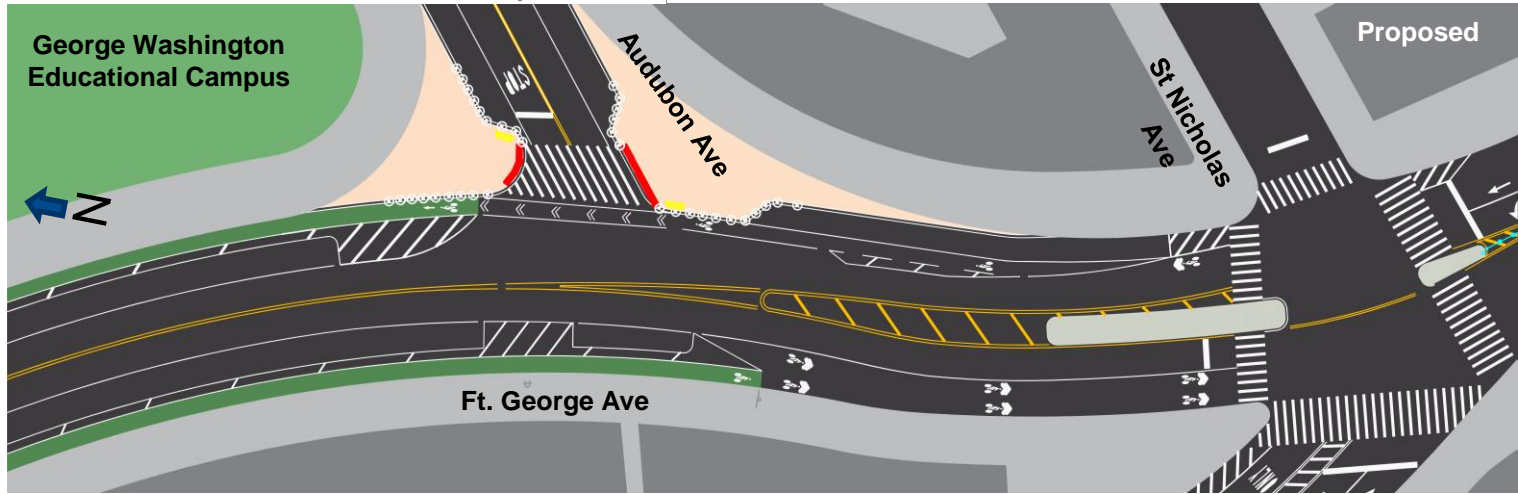 George Washington
Educational Campus
Audubon Ave
St Nicholas
Ave
Proposed
N
Ft. George Ave